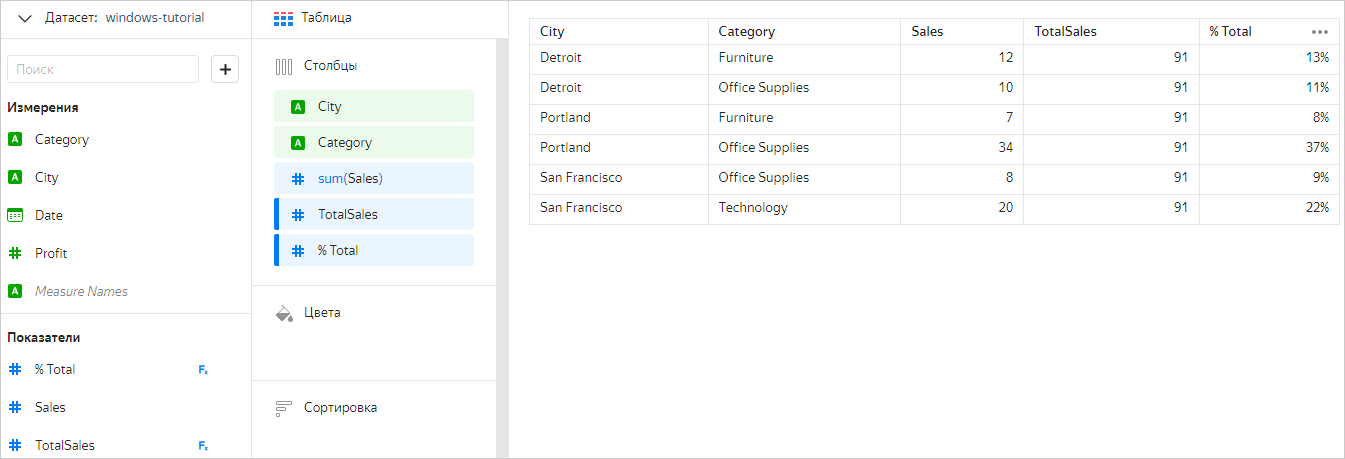 Датасет: windows-tutorial
Поиск
Измерения
Category
City
Date
Profit
Measure Names
Показатели
% Total
Sales
TotalSales
Таблица
Столбцы
City
Category
sum(Sales)
TotalSales
% Total
Цвета
Сортировка
City Category Sales TotalSales % Total
Detroit Furniture 12 91 13%
Detroit Office Supplies 10 91 11%
Portland Furniture 7 91 8%
Portland Office Supplies 34 91 37%
San Francisco Office Supplies 8 91 9%
San Francisco Technology 20 91 22%